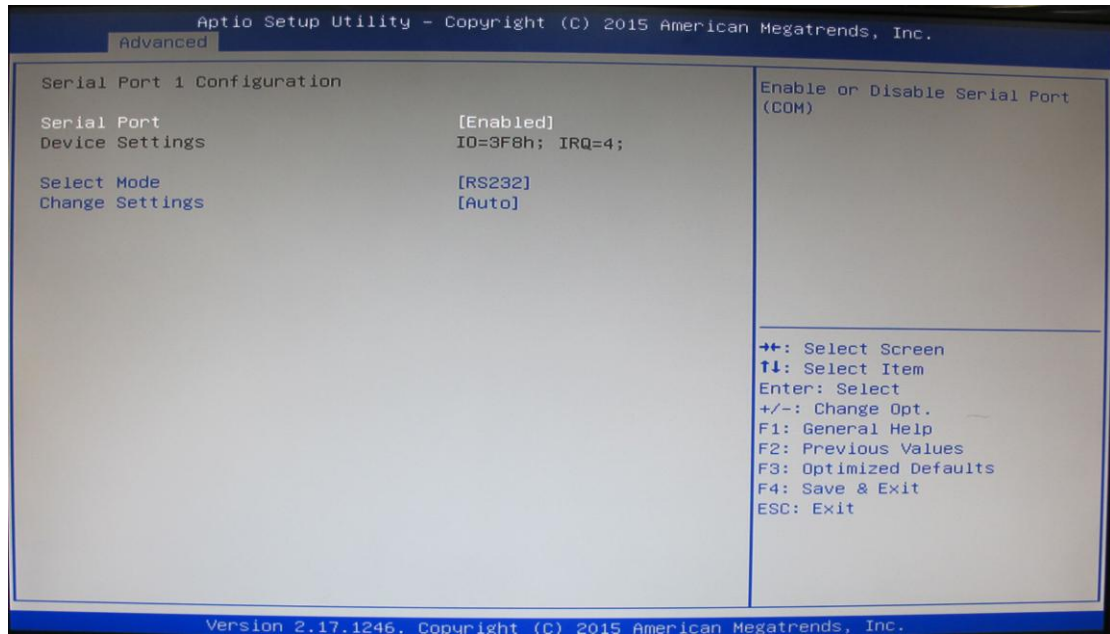 Aptio Setup Utility – Copyright (C) 2015 American Megatrends, Inc.
Advanced
Serial Port 1 Configuration
Serial Port [Enabled]
Device Settings IO=3F8h; IRQ=4;
Select Mode [RS232]
Change Settings [Auto]
Enable or Disable Serial Port
(COM)
→←: Select Screen
↑↓: Select Item
Enter: Select
+/-: Change Opt.
F1: General Help
F2: Previous Values
F3: Optimized Defaults
F4: Save & Exit
ESC: Exit
Version 2.17.1246. Copyright (C) 2015 American Megatrends, Inc.